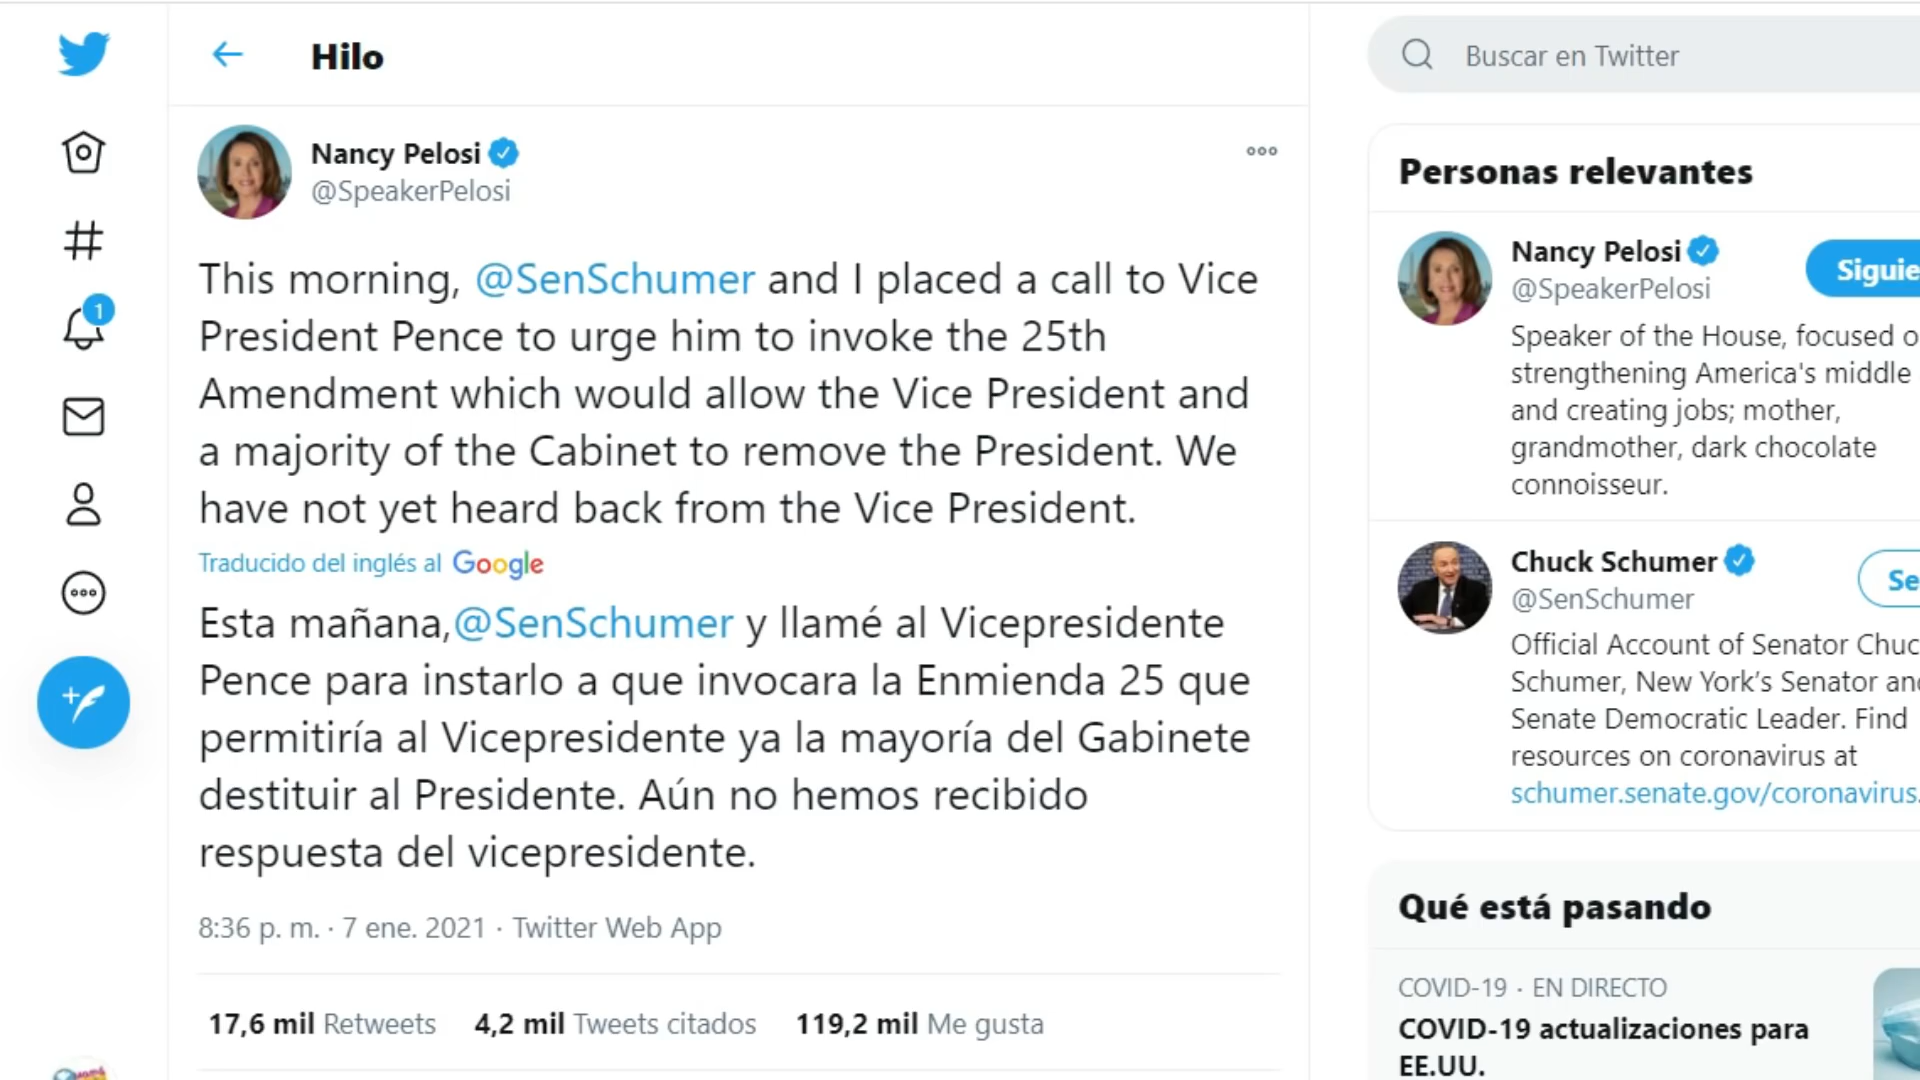 Hilo
Buscar en Twitter
Nancy Pelosi
@SpeakerPelosi
This morning, @SenSchumer and I placed a call to Vice
President Pence to urge him to invoke the 25th
Amendment which would allow the Vice President and
a majority of the Cabinet to remove the President. We
have not yet heard back from the Vice President.
Traducido del inglés al Google
Esta mañana,@SenSchumer y llamé al Vicepresidente
Pence para instarlo a que invocara la Enmienda 25 que
permitiría al Vicepresidente ya la mayoría del Gabinete
destituir al Presidente. Aún no hemos recibido
respuesta del vicepresidente.
8:36 p. m. · 7 ene. 2021 · Twitter Web App
17,6 mil Retweets 4,2 mil Tweets citados 119,2 mil Me gusta
1
Personas relevantes
Nancy Pelosi
@SpeakerPelosi
Siguie
Speaker of the House, focused o
strengthening America's middle
and creating jobs; mother,
grandmother, dark chocolate
connoisseur.
Chuck Schumer
@SenSchumer
Se
Official Account of Senator Chuc
Schumer, New York’s Senator and
Senate Democratic Leader. Find
resources on coronavirus at
schumer.senate.gov/coronavirus.
Qué está pasando
COVID-19 · EN DIRECTO
COVID-19 actualizaciones para
EE.UU.